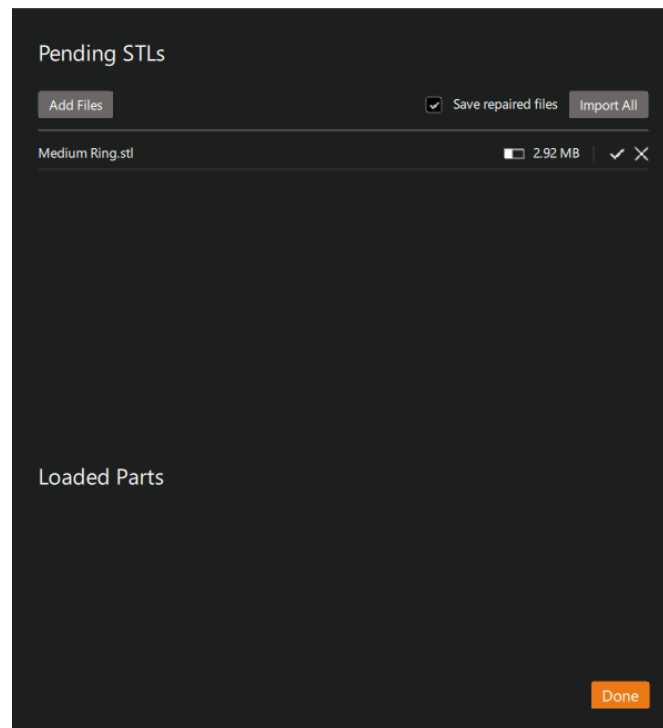 Pending STLs
Add Files
Save repaired files
Import All
Medium Ring.stl
2.92 MB
Loaded Parts
Done